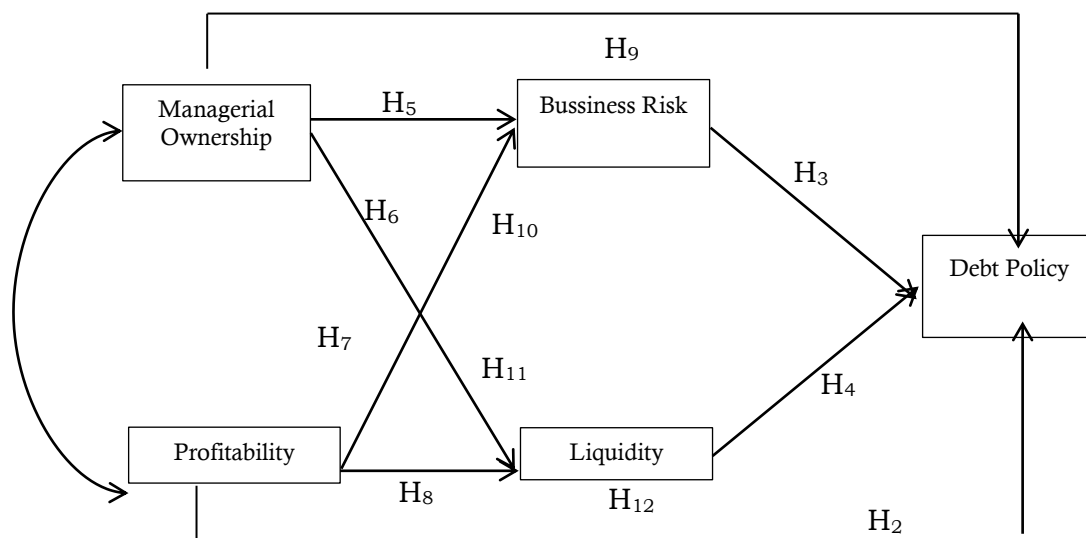 H₉
Managerial
Ownership
H₅
Bussiness Risk
H₃
H₆
H₁₀
Debt Policy
H₇
H₁₁
H₄
Profitability
Liquidity
H₈
H₁₂
H₂